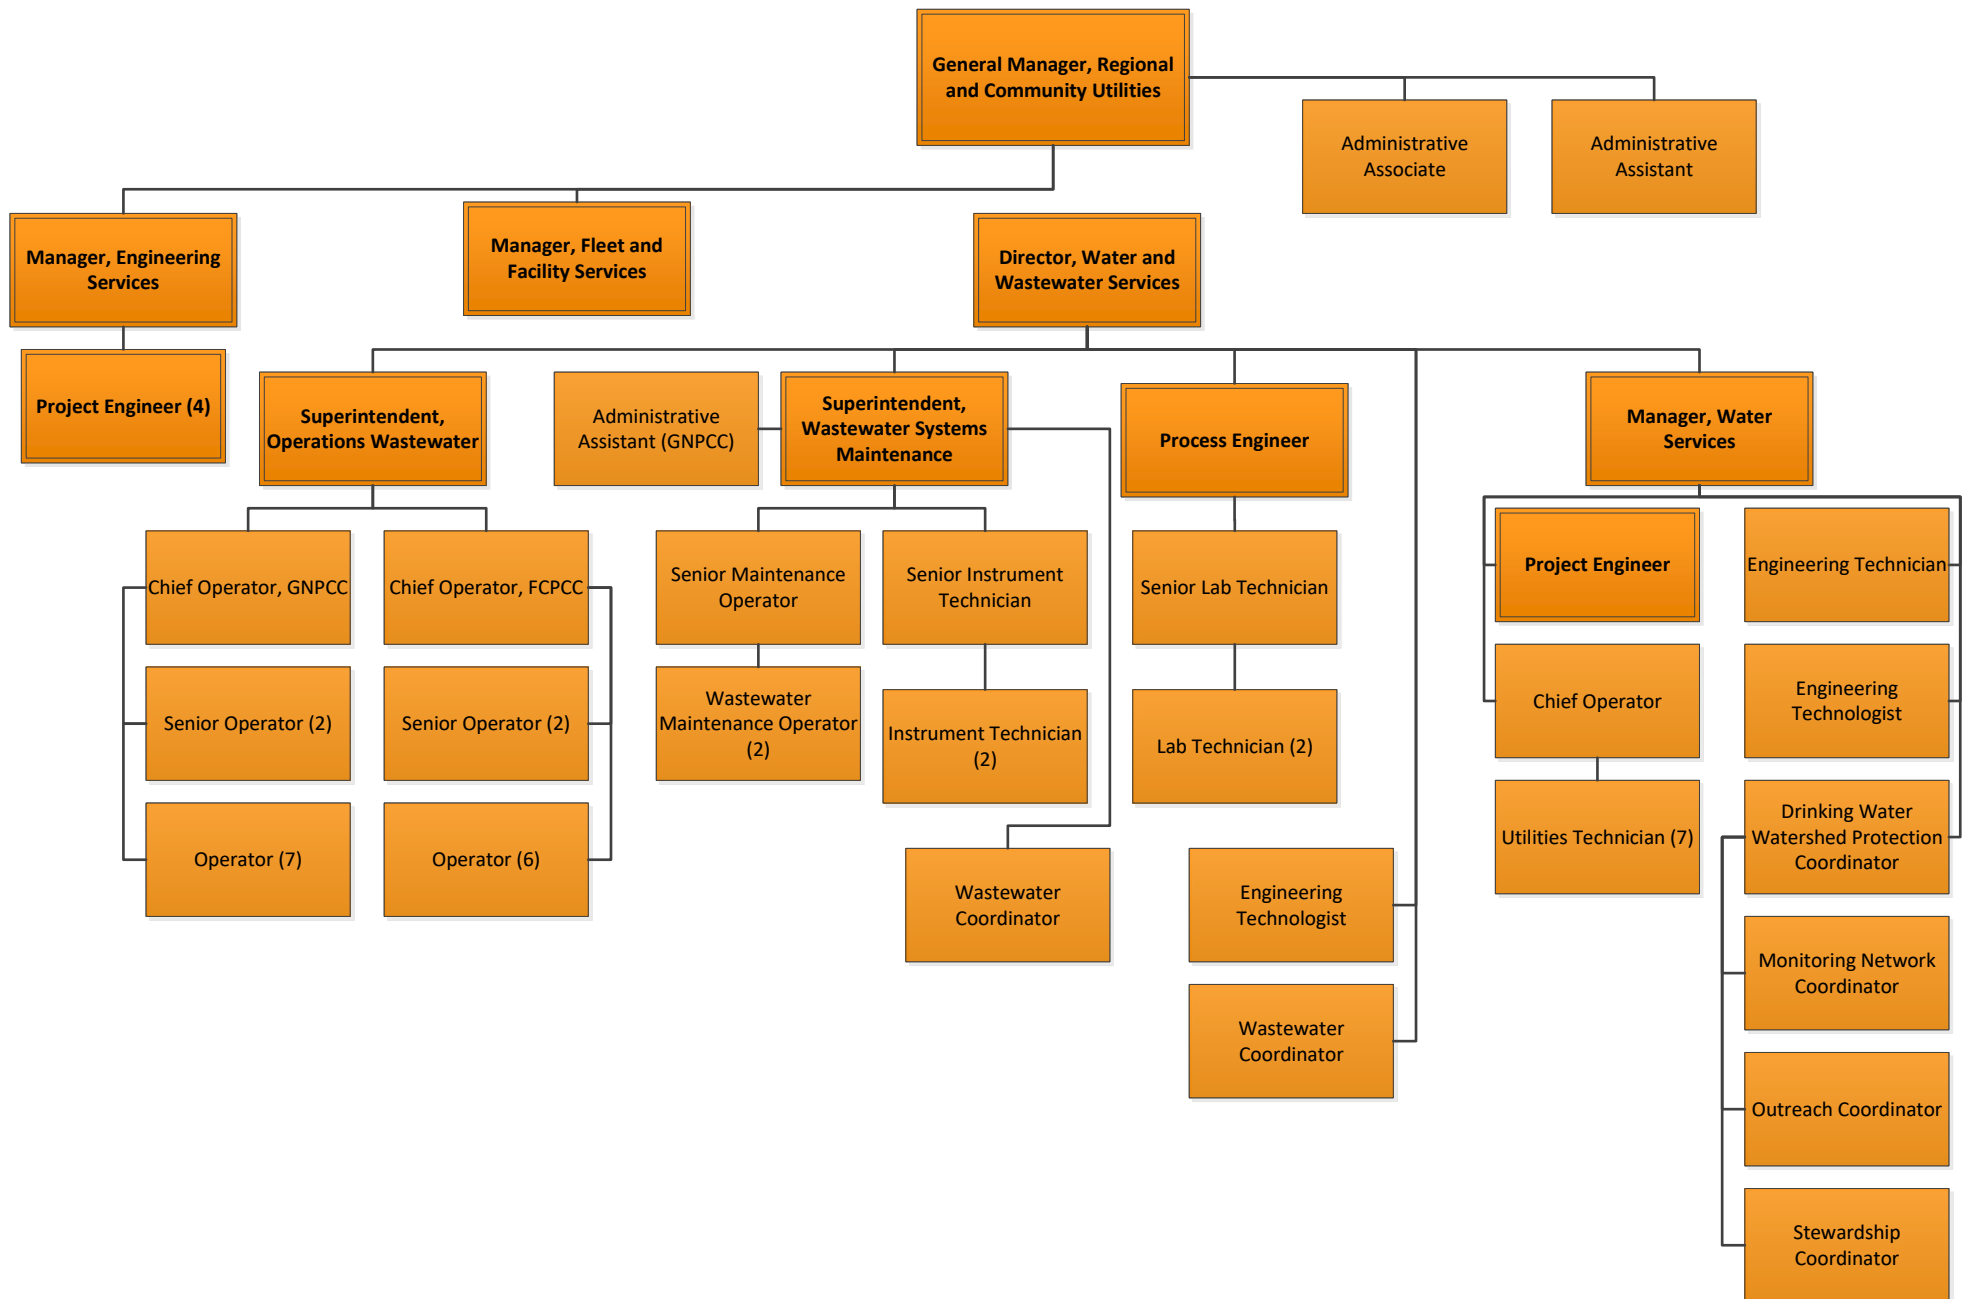 General Manager, Regional
and Community Utilities
Administrative
Associate
Administrative
Assistant
Manager, Engineering
Services
Manager, Fleet and
Facility Services
Director, Water and
Wastewater Services
Project Engineer (4)
Superintendent,
Operations Wastewater
Administrative
Assistant (GNPCC)
Superintendent,
Wastewater Systems
Maintenance
Process Engineer
Manager, Water
Services
Chief Operator, GNPCC
Chief Operator, FCPCC
Senior Maintenance
Operator
Senior Instrument
Technician
Senior Lab Technician
Project Engineer
Engineering Technician
Senior Operator (2)
Senior Operator (2)
Wastewater
Maintenance Operator
(2)
Instrument Technician
(2)
Lab Technician (2)
Chief Operator
Engineering
Technologist
Operator (7)
Operator (6)
Wastewater
Coordinator
Engineering
Technologist
Utilities Technician (7)
Drinking Water
Watershed Protection
Coordinator
Wastewater
Coordinator
Monitoring Network
Coordinator
Outreach Coordinator
Stewardship
Coordinator